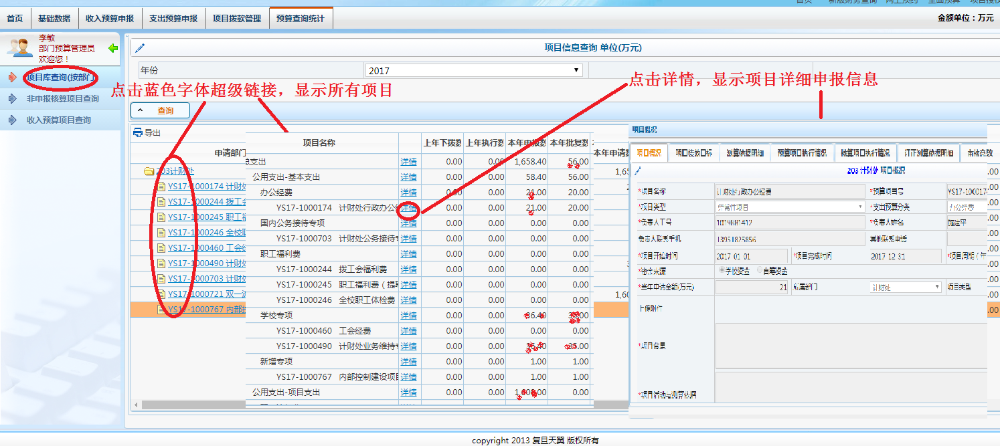 首页 基础数据 收入预算申报 支出预算申报 项目拨款管理 预算查询统计
金额单位：万元
李敏
部门预算管理员
欢迎您！
项目库查询(按部门)
非申报核算项目查询
收入预算项目查询
项目信息查询 单位(万元)
年份 2017
点击蓝色字体超级链接，显示所有项目
点击详情，显示项目详细申报信息
查询
导出
申请部门
203计财处
YS17-1000174 计财处
YS17-1000244 拨工会
YS17-1000245 职工福
YS17-1000246 全校职
YS17-1000460 工会经
YS17-1000490 计财处
YS17-1000703 计财处
YS17-1000721 双一流
YS17-1000767 内部控
项目名称 上年下拨数 上年执行数 本年申报数 本年批复数
总支出 详情 0.00 0.00 1,658.40 56.00
公用支出-基本支出 详情 0.00 0.00 58.40 56.00
办公经费 详情 0.00 0.00 21.00 20.00
YS17-1000174 计财处行政办公经 详情 0.00 0.00 21.00 20.00
国内公务接待专项 详情 0.00 0.00 0.00 0.00
YS17-1000703 计财处公务接待专 详情 0.00 0.00 0.00 0.00
职工福利费 详情 0.00 0.00 0.00 0.00
YS17-1000244 拨工会福利费 详情 0.00 0.00 0.00 0.00
YS17-1000245 职工福利费（提取 详情 0.00 0.00 0.00 0.00
YS17-1000246 全校职工体检费 详情 0.00 0.00 0.00 0.00
学校专项 详情 0.00 0.00 36.40 35.00
YS17-1000460 工会经费 详情 0.00 0.00 0.00 0.00
YS17-1000490 计财处业务维持专 详情 0.00 0.00 35.40 35.00
新增专项 详情 0.00 0.00 1.00 1.00
YS17-1000767 内部控制建设项目 详情 0.00 0.00 1.00 1.00
公用支出-项目支出 详情 0.00 0.00 1,600.00 0.00
本年申请数
项目概况
项目概况 项目绩效目标 测算依据明细 预算项目执行情况 核算项目执行情况 订正测算依据明细 审核总数
203 计财处 项目概况
*项目名称 计财处行政办公经费 *预算项目号 YS17-1000174
*项目类型 经常性项目 *支出预算分类 办公经费
*负责人工号 1019881412 *负责人姓名
负责人联系手机 13951825856 其他联系电话
*项目开始时间 2017-01-01 *项目完成时间 2017-12-31 *项目周期（年
*资金来源 学校资金 自筹资金
*当年申请金额(万元) 21 所属部门 计财处 项目类型
上传附件
*项目背景
*项目活动与测算依据
copyright 2013 复旦天翼 版权所有